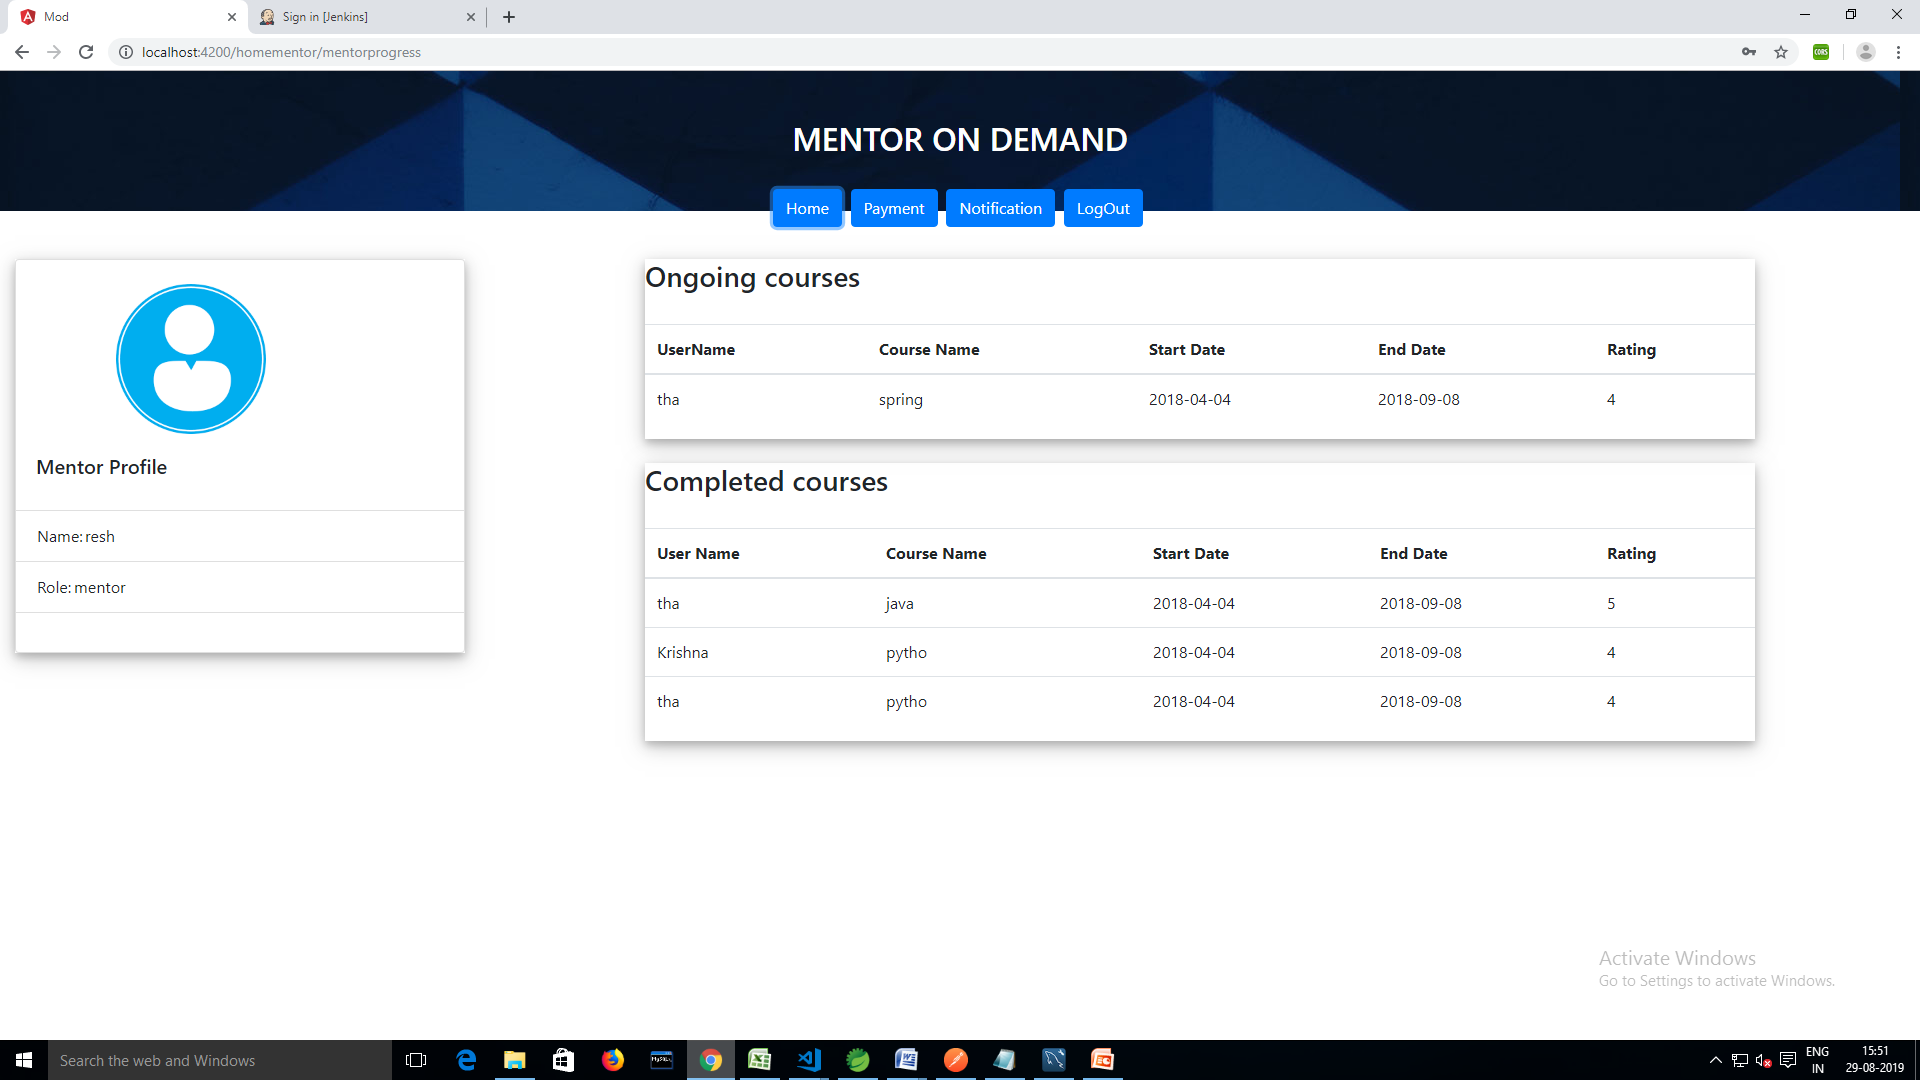 Mod
Sign in [Jenkins]
localhost:4200/homementor/mentorprogress
CORS
MENTOR ON DEMAND
Home Payment Notification LogOut
Mentor Profile
Name: resh
Role: mentor
Ongoing courses
UserName Course Name Start Date End Date Rating
tha spring 2018-04-04 2018-09-08 4
Completed courses
User Name Course Name Start Date End Date Rating
tha java 2018-04-04 2018-09-08 5
Krishna pytho 2018-04-04 2018-09-08 4
tha pytho 2018-04-04 2018-09-08 4
Activate Windows
Go to Settings to activate Windows.
Search the web and Windows
ENG
IN
15:51
29-08-2019